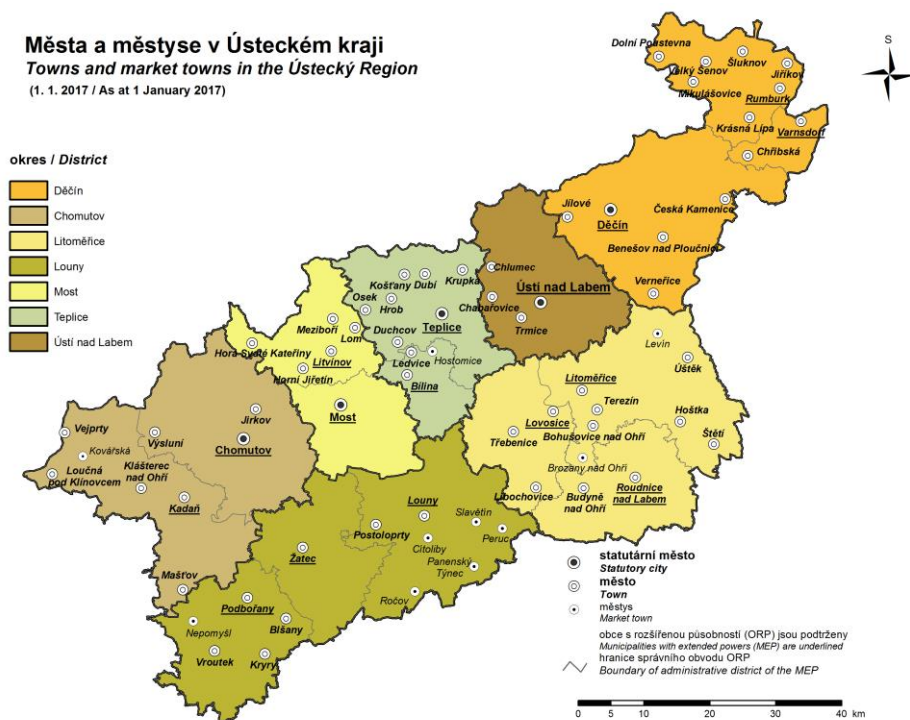 Města a městyse v Ústeckém kraji
Towns and market towns in the Ústecký Region
(1. 1. 2017 / As at 1 January 2017)
S
okres / District
Děčín
Chomutov
Litoměřice
Louny
Most
Teplice
Ústí nad Labem
Dolní Poustevna
Šluknov
Velký Šenov
Jiříkov
Mikulášovice
Rumburk
Krásná Lípa
Varnsdorf
Chřibská
Jílové
Děčín
Česká Kamenice
Benešov nad Ploučnicí
Verneřice
Chlumec
Ústí nad Labem
Chabařovice
Trmice
Košťany
Dubí
Krupka
Osek
Hrob
Teplice
Duchcov
Ledvice
Hostomice
Bílina
Meziboří
Lom
Hora Svaté Kateřiny
Litvínov
Horní Jiřetín
Most
Levín
Úštěk
Litoměřice
Terezín
Lovosice
Hoštka
Třebenice
Bohušovice nad Ohří
Štětí
Brozany nad Ohří
Libochovice
Budyně
nad Ohří
Roudnice
nad Labem
Jirkov
Vejprty
Výsluní
Chomutov
Kovářská
Loučná
pod Klínovcem
Klášterec
nad Ohří
Kadaň
Mašťov
Louny
Slavětín
Postoloprty
Peruc
Citoliby
Žatec
Panenský
Týnec
Ročov
Podbořany
Blšany
Nepomyšl
Vroutek
Kryry
statutární město
Statutory city
město
Town
městys
Market town
obce s rozšířenou působností (ORP) jsou podtrženy
Municipalities with extended powers (MEP) are underlined
hranice správního obvodu ORP
Boundary of administrative district of the MEP
0 5 10 20 30 40 km